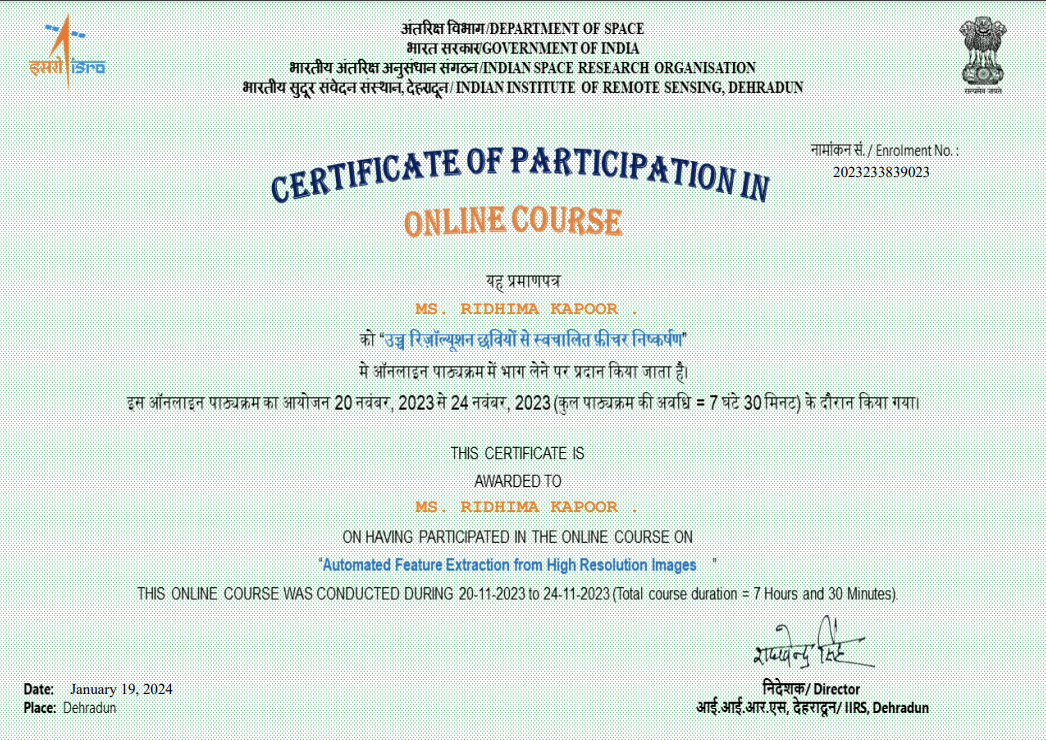 इसरो isro
अंतरिक्ष विभाग/DEPARTMENT OF SPACE
भारत सरकार/GOVERNMENT OF INDIA
भारतीय अंतरिक्ष अनुसंधान संगठन/INDIAN SPACE RESEARCH ORGANISATION
भारतीय सुदूर संवेदन संस्थान, देहरादून/ INDIAN INSTITUTE OF REMOTE SENSING, DEHRADUN
सत्यमेव जयते
नामांकन सं. / Enrolment No. :
2023233839023
CERTIFICATE OF PARTICIPATION IN
ONLINE COURSE
यह प्रमाणपत्र
MS. RIDHIMA KAPOOR .
को “उच्च रिज़ॉल्यूशन छवियों से स्वचालित फ़ीचर निष्कर्षण”
मे ऑनलाइन पाठ्यक्रम में भाग लेने पर प्रदान किया जाता है।
इस ऑनलाइन पाठ्यक्रम का आयोजन 20 नवंबर, 2023 से 24 नवंबर, 2023 (कुल पाठ्यक्रम की अवधि = 7 घंटे 30 मिनट) के दौरान किया गया।
THIS CERTIFICATE IS
AWARDED TO
MS. RIDHIMA KAPOOR .
ON HAVING PARTICIPATED IN THE ONLINE COURSE ON
“Automated Feature Extraction from High Resolution Images ”
THIS ONLINE COURSE WAS CONDUCTED DURING 20-11-2023 to 24-11-2023 (Total course duration = 7 Hours and 30 Minutes).
Date: January 19, 2024
Place: Dehradun
निदेशक/ Director
आई.आई.आर.एस, देहरादून/ IIRS, Dehradun